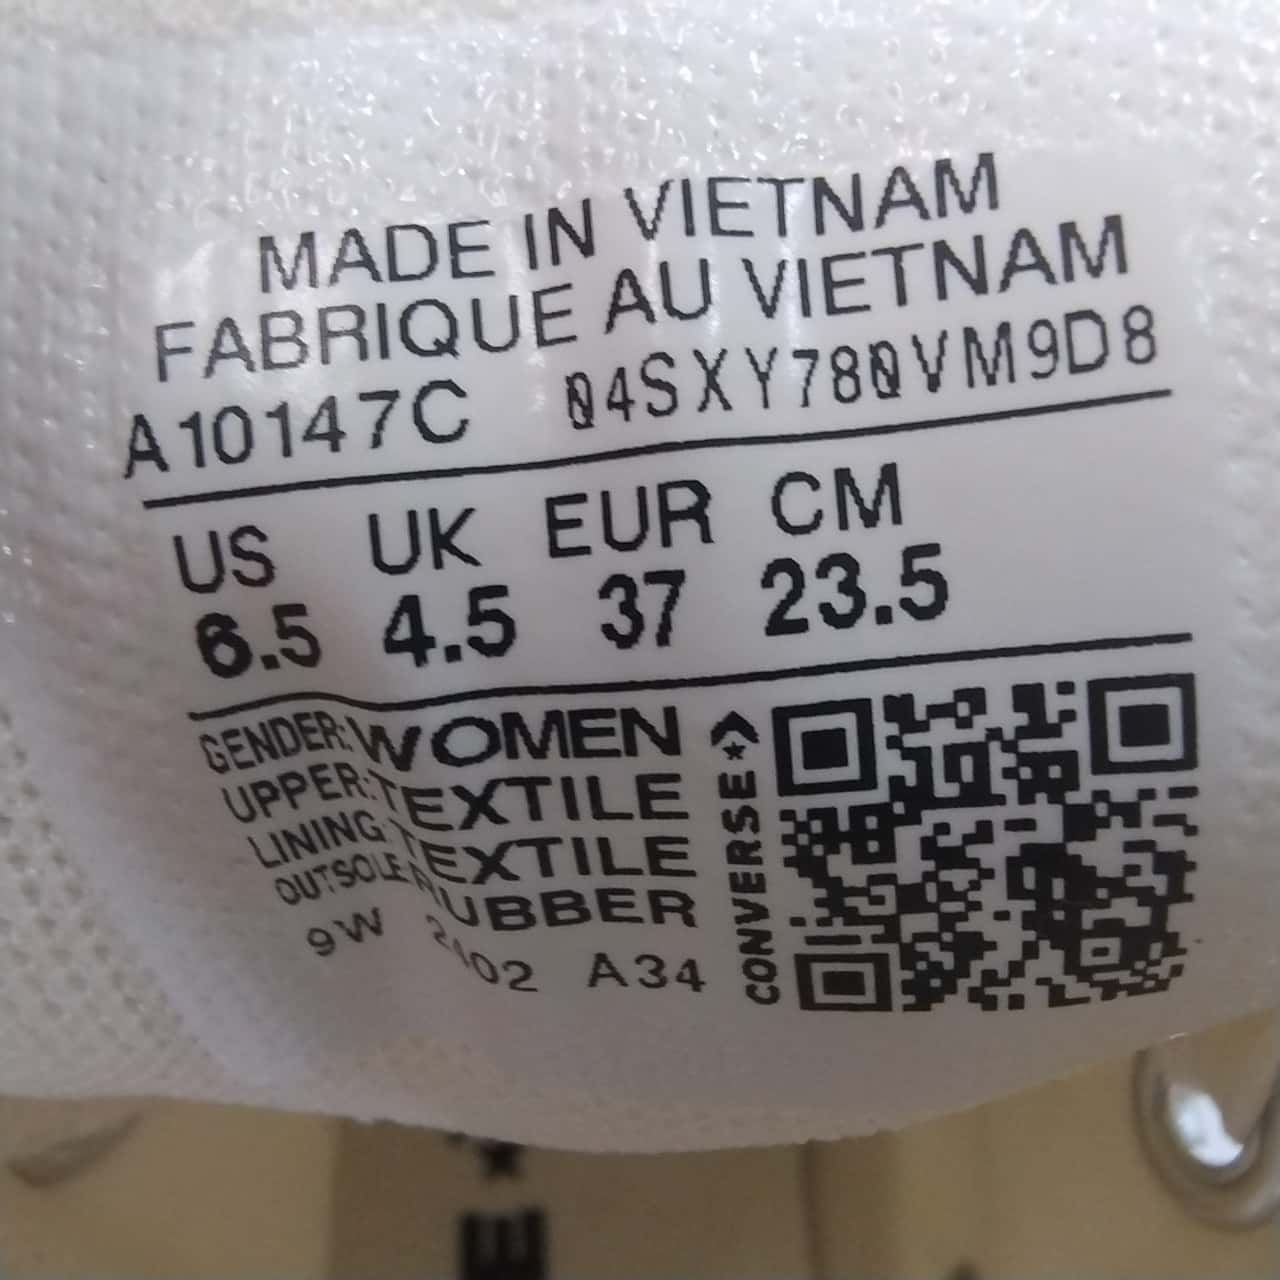 MADE IN VIETNAM
FABRIQUE AU VIETNAM
A10147C 04SXY780VM9D8
US UK EUR CM
6.5 4.5 37 23.5
GENDER:WOMEN
UPPER:TEXTILE
LINING:TEXTILE
OUTSOLE:RUBBER
9W 2402 A34
CONVERSE